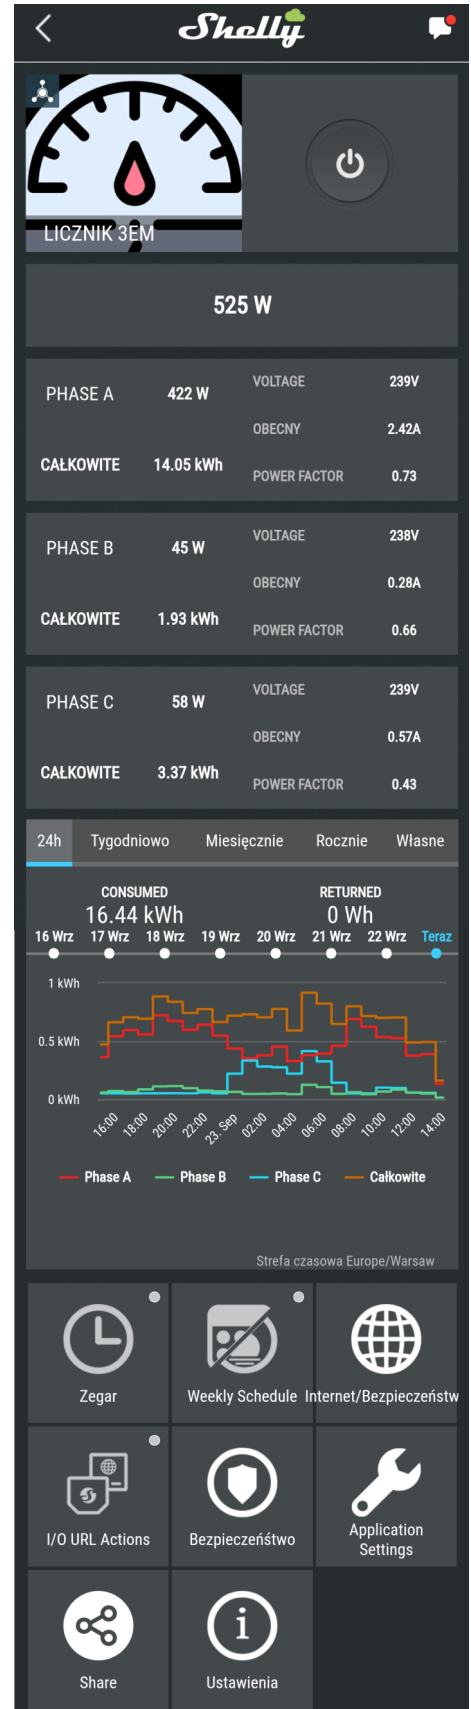 Shelly
LICZNIK 3EM
525 W
PHASE A 422 W VOLTAGE 239V
OBECNY 2.42A
CAŁKOWITE 14.05 kWh POWER FACTOR 0.73
PHASE B 45 W VOLTAGE 238V
OBECNY 0.28A
CAŁKOWITE 1.93 kWh POWER FACTOR 0.66
PHASE C 58 W VOLTAGE 239V
OBECNY 0.57A
CAŁKOWITE 3.37 kWh POWER FACTOR 0.43
24h Tygodniowo Miesięcznie Rocznie Własne
CONSUMED RETURNED
16.44 kWh 0 Wh
16 Wrz 17 Wrz 18 Wrz 19 Wrz 20 Wrz 21 Wrz 22 Wrz Teraz
1 kWh
0.5 kWh
0 kWh
16:00 18:00 20:00 22:00 23. Sep 02:00 04:00 06:00 08:00 10:00 12:00 14:00
Phase A Phase B Phase C Całkowite
Strefa czasowa Europe/Warsaw
Zegar Weekly Schedule Internet/Bezpieczeństw
I/O URL Actions Bezpieczeńśtwo Application
Settings
Share Ustawienia